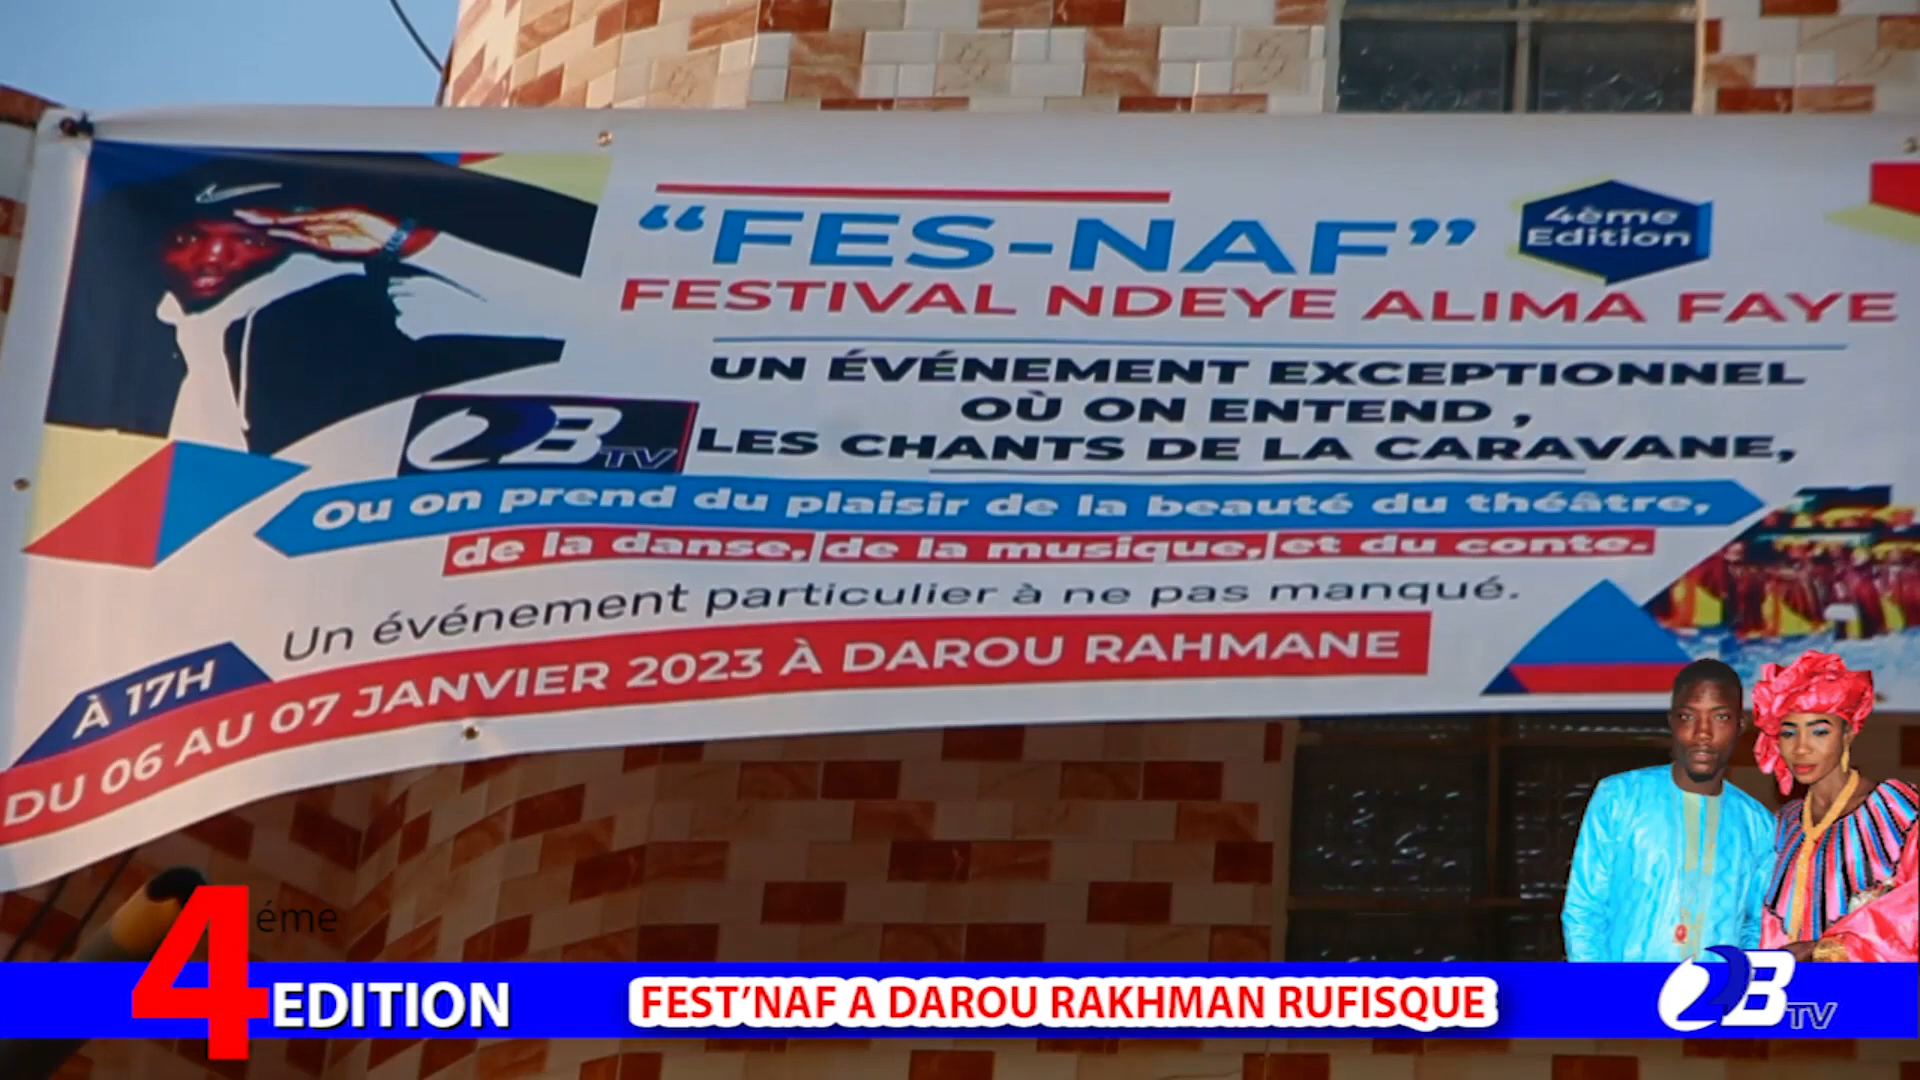 “FES-NAF”
4ème
Edition
FESTIVAL NDEYE ALIMA FAYE
UN ÉVÉNEMENT EXCEPTIONNEL
OÙ ON ENTEND ,
LES CHANTS DE LA CARAVANE,
2BTV
Ou on prend du plaisir de la beauté du théâtre,
de la danse, de la musique, et du conte.
Un événement particulier à ne pas manqué.
À 17H
DU 06 AU 07 JANVIER 2023 À DAROU RAHMANE
4éme
EDITION
FEST’NAF A DAROU RAKHMAN RUFISQUE
2BTV